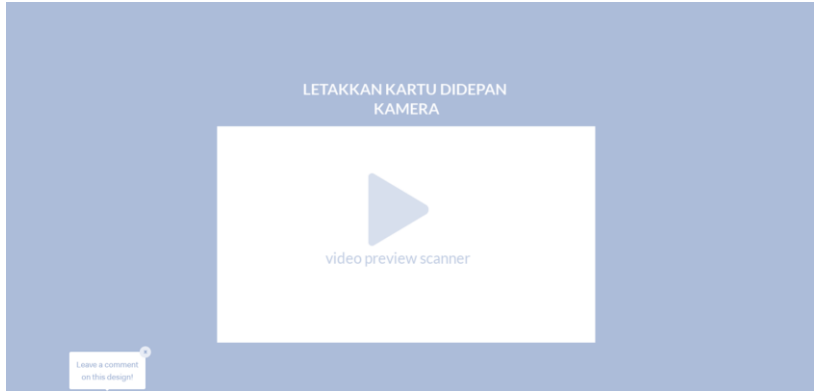 LETAKKAN KARTU DIDEPAN
KAMERA
video preview scanner
Leave a comment
on this design!